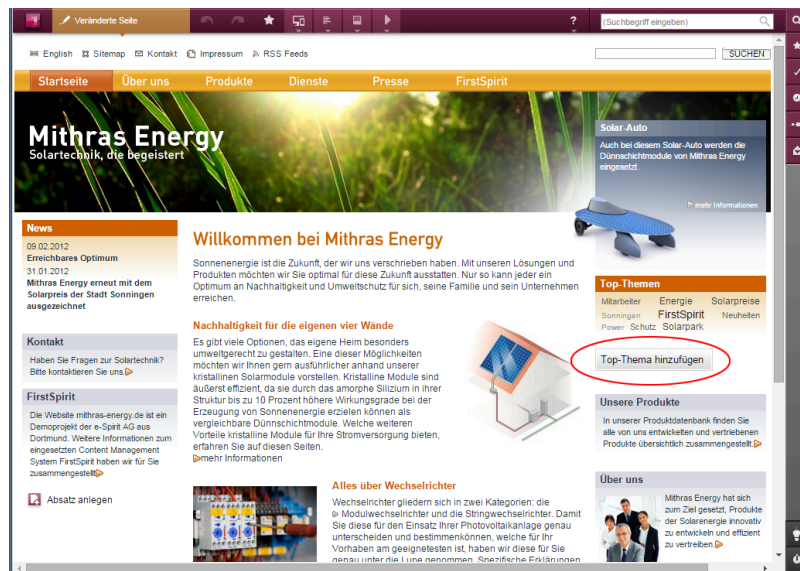 Veränderte Seite
?
(Suchbegriff eingeben)
English Sitemap Kontakt Impressum RSS Feeds
SUCHEN
Startseite Über uns Produkte Dienste Presse FirstSpirit
Mithras Energy
Solartechnik, die begeistert
Solar-Auto
Auch bei diesem Solar-Auto werden die
Dünnschichtmodule von Mithras Energy
eingesetzt.
mehr Informationen
News
09.02.2012
Erreichbares Optimum
31.01.2012
Mithras Energy erneut mit dem
Solarpreis der Stadt Sonningen
ausgezeichnet
Kontakt
Haben Sie Fragen zur Solartechnik?
Bitte kontaktieren Sie uns.
FirstSpirit
Die Website mithras-energy.de ist ein
Demoprojekt der e-Spirit AG aus
Dortmund. Weitere Informationen zum
eingesetzten Content Management
System FirstSpirit haben wir für Sie
zusammengestellt
Absatz anlegen
Willkommen bei Mithras Energy
Sonnenenergie ist die Zukunft, der wir uns verschrieben haben. Mit unseren Lösungen und
Produkten möchten wir Sie optimal für diese Zukunft ausstatten. Nur so kann jeder ein
Optimum an Nachhaltigkeit und Umweltschutz für sich, seine Familie und sein Unternehmen
erreichen.
Nachhaltigkeit für die eigenen vier Wände
Es gibt viele Optionen, das eigene Heim besonders
umweltgerecht zu gestalten. Eine dieser Möglichkeiten
möchten wir Ihnen gern ausführlicher anhand unserer
kristallinen Solarmodule vorstellen. Kristalline Module sind
äußerst effizient, da sie durch das amorphe Silizium in ihrer
Struktur bis zu 10 Prozent höhere Wirkungsgrade bei der
Erzeugung von Sonnenenergie erzielen können als
vergleichbare Dünnschichtmodule. Welche weiteren
Vorteile kristalline Module für Ihre Stromversorgung bieten,
erfahren Sie auf diesen Seiten.
mehr Informationen
Alles über Wechselrichter
Wechselrichter gliedern sich in zwei Kategorien: die
Modulwechselrichter und die Stringwechselrichter. Damit
Sie diese für den Einsatz Ihrer Photovoltaikanlage genau
unterscheiden und bestimmenkönnen, welche für Ihr
Vorhaben am geeignetesten ist, haben wir diese für Sie
genau unter die Lupe genommen. Spezifische Erklärungen
Top-Themen
Mitarbeiter Energie Solarpreise
Sonningen FirstSpirit Neuheiten
Power Schutz Solarpark
Top-Thema hinzufügen
Unsere Produkte
In unserer Produktdatenbank finden Sie
alle von uns entwickelten und vertriebenen
Produkte übersichtlich zusammengestellt.
Über uns
Mithras Energy hat sich
zum Ziel gesetzt, Produkte
der Solarenergie innovativ
zu entwickeln und effizient
zu vertreiben.